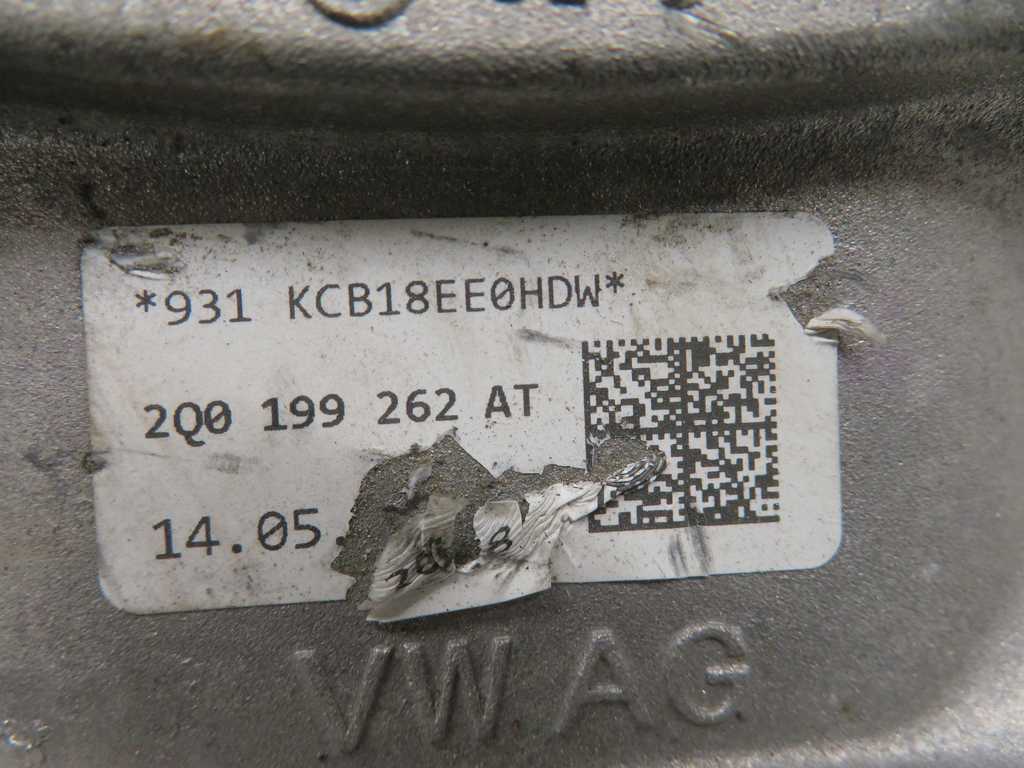 *931 KCB18EE0HDW*
2Q0 199 262 AT
14.05.
VW AG